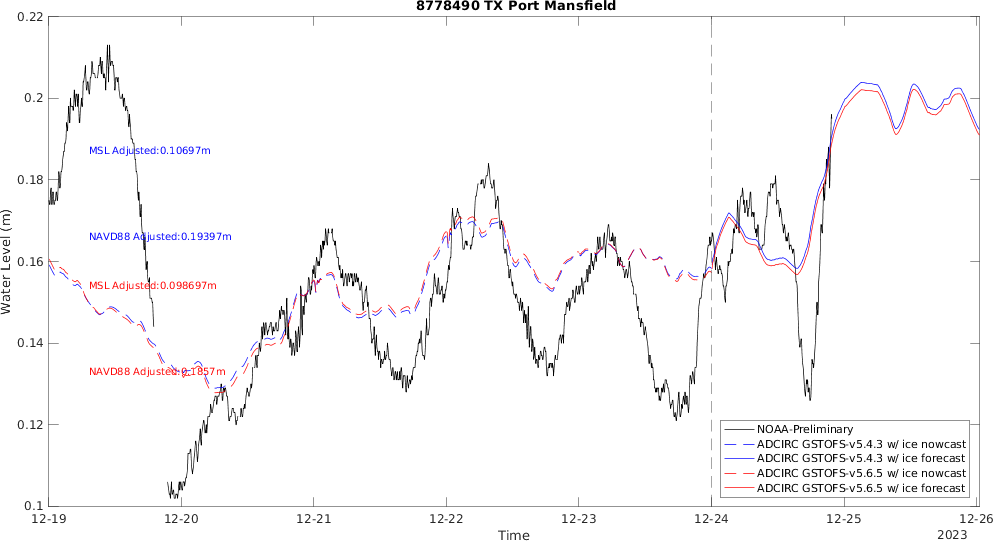 8778490 TX Port Mansfield
0.22
0.2
0.18
0.16
0.14
0.12
0.1
Water Level (m)
MSL Adjusted:0.10697m
NAVD88 Adjusted:0.19397m
MSL Adjusted:0.098697m
NAVD88 Adjusted:0.1857m
NOAA-Preliminary
ADCIRC GSTOFS-v5.4.3 w/ ice nowcast
ADCIRC GSTOFS-v5.4.3 w/ ice forecast
ADCIRC GSTOFS-v5.6.5 w/ ice nowcast
ADCIRC GSTOFS-v5.6.5 w/ ice forecast
12-19 12-20 12-21 12-22 12-23 12-24 12-25 12-26
Time
2023